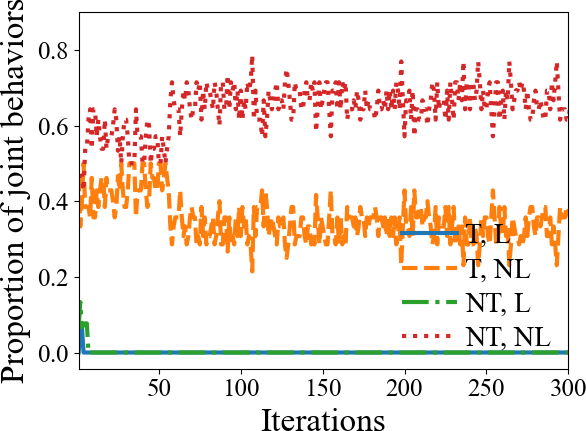 Proportion of joint behaviors
0.8
0.6
0.4
0.2
0.0
T, L
T, NL
NT, L
NT, NL
50
100
150
200
250
300
Iterations